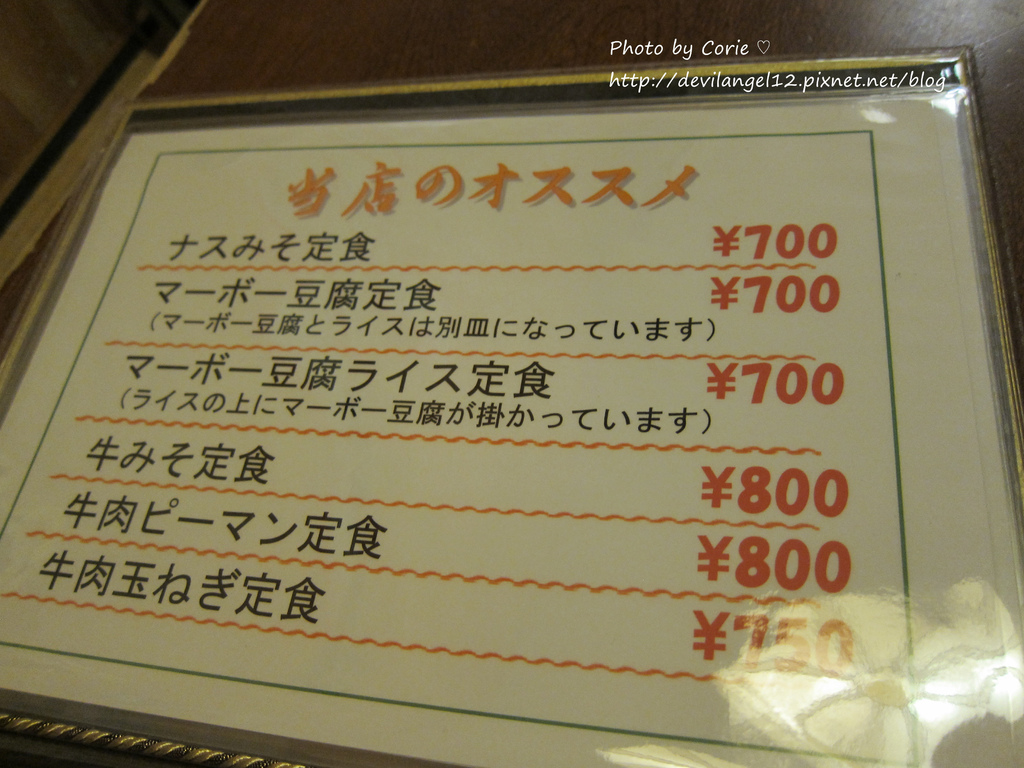 Photo by Corie ♡
http://devilangel12.pixnet.net/blog
当店のオススメ
ナスみそ定食 ¥700
マーボー豆腐定食 ¥700
（マーボー豆腐とライスは別皿になっています）
マーボー豆腐ライス定食 ¥700
（ライスの上にマーボー豆腐が掛かっています）
牛みそ定食 ¥800
牛肉ピーマン定食 ¥800
牛肉玉ねぎ定食 ¥750